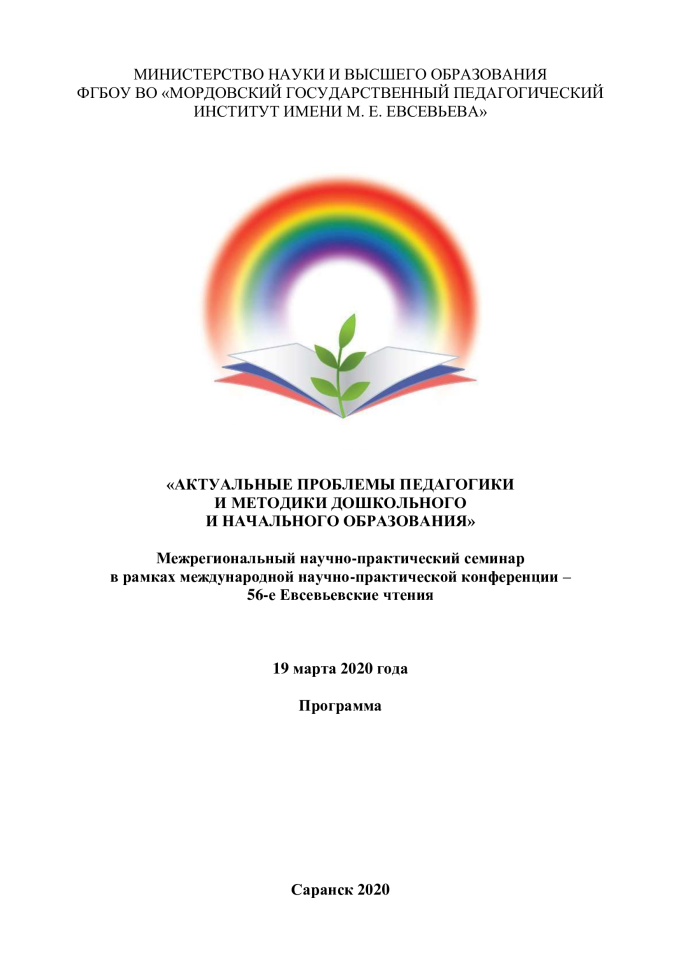 МИНИСТЕРСТВО НАУКИ И ВЫСШЕГО ОБРАЗОВАНИЯ
ФГБОУ ВО «МОРДОВСКИЙ ГОСУДАРСТВЕННЫЙ ПЕДАГОГИЧЕСКИЙ
ИНСТИТУТ ИМЕНИ М. Е. ЕВСЕВЬЕВА»
«АКТУАЛЬНЫЕ ПРОБЛЕМЫ ПЕДАГОГИКИ
И МЕТОДИКИ ДОШКОЛЬНОГО
И НАЧАЛЬНОГО ОБРАЗОВАНИЯ»
Межрегиональный научно-практический семинар
в рамках международной научно-практической конференции –
56-е Евсевьевские чтения
19 марта 2020 года
Программа
Саранск 2020